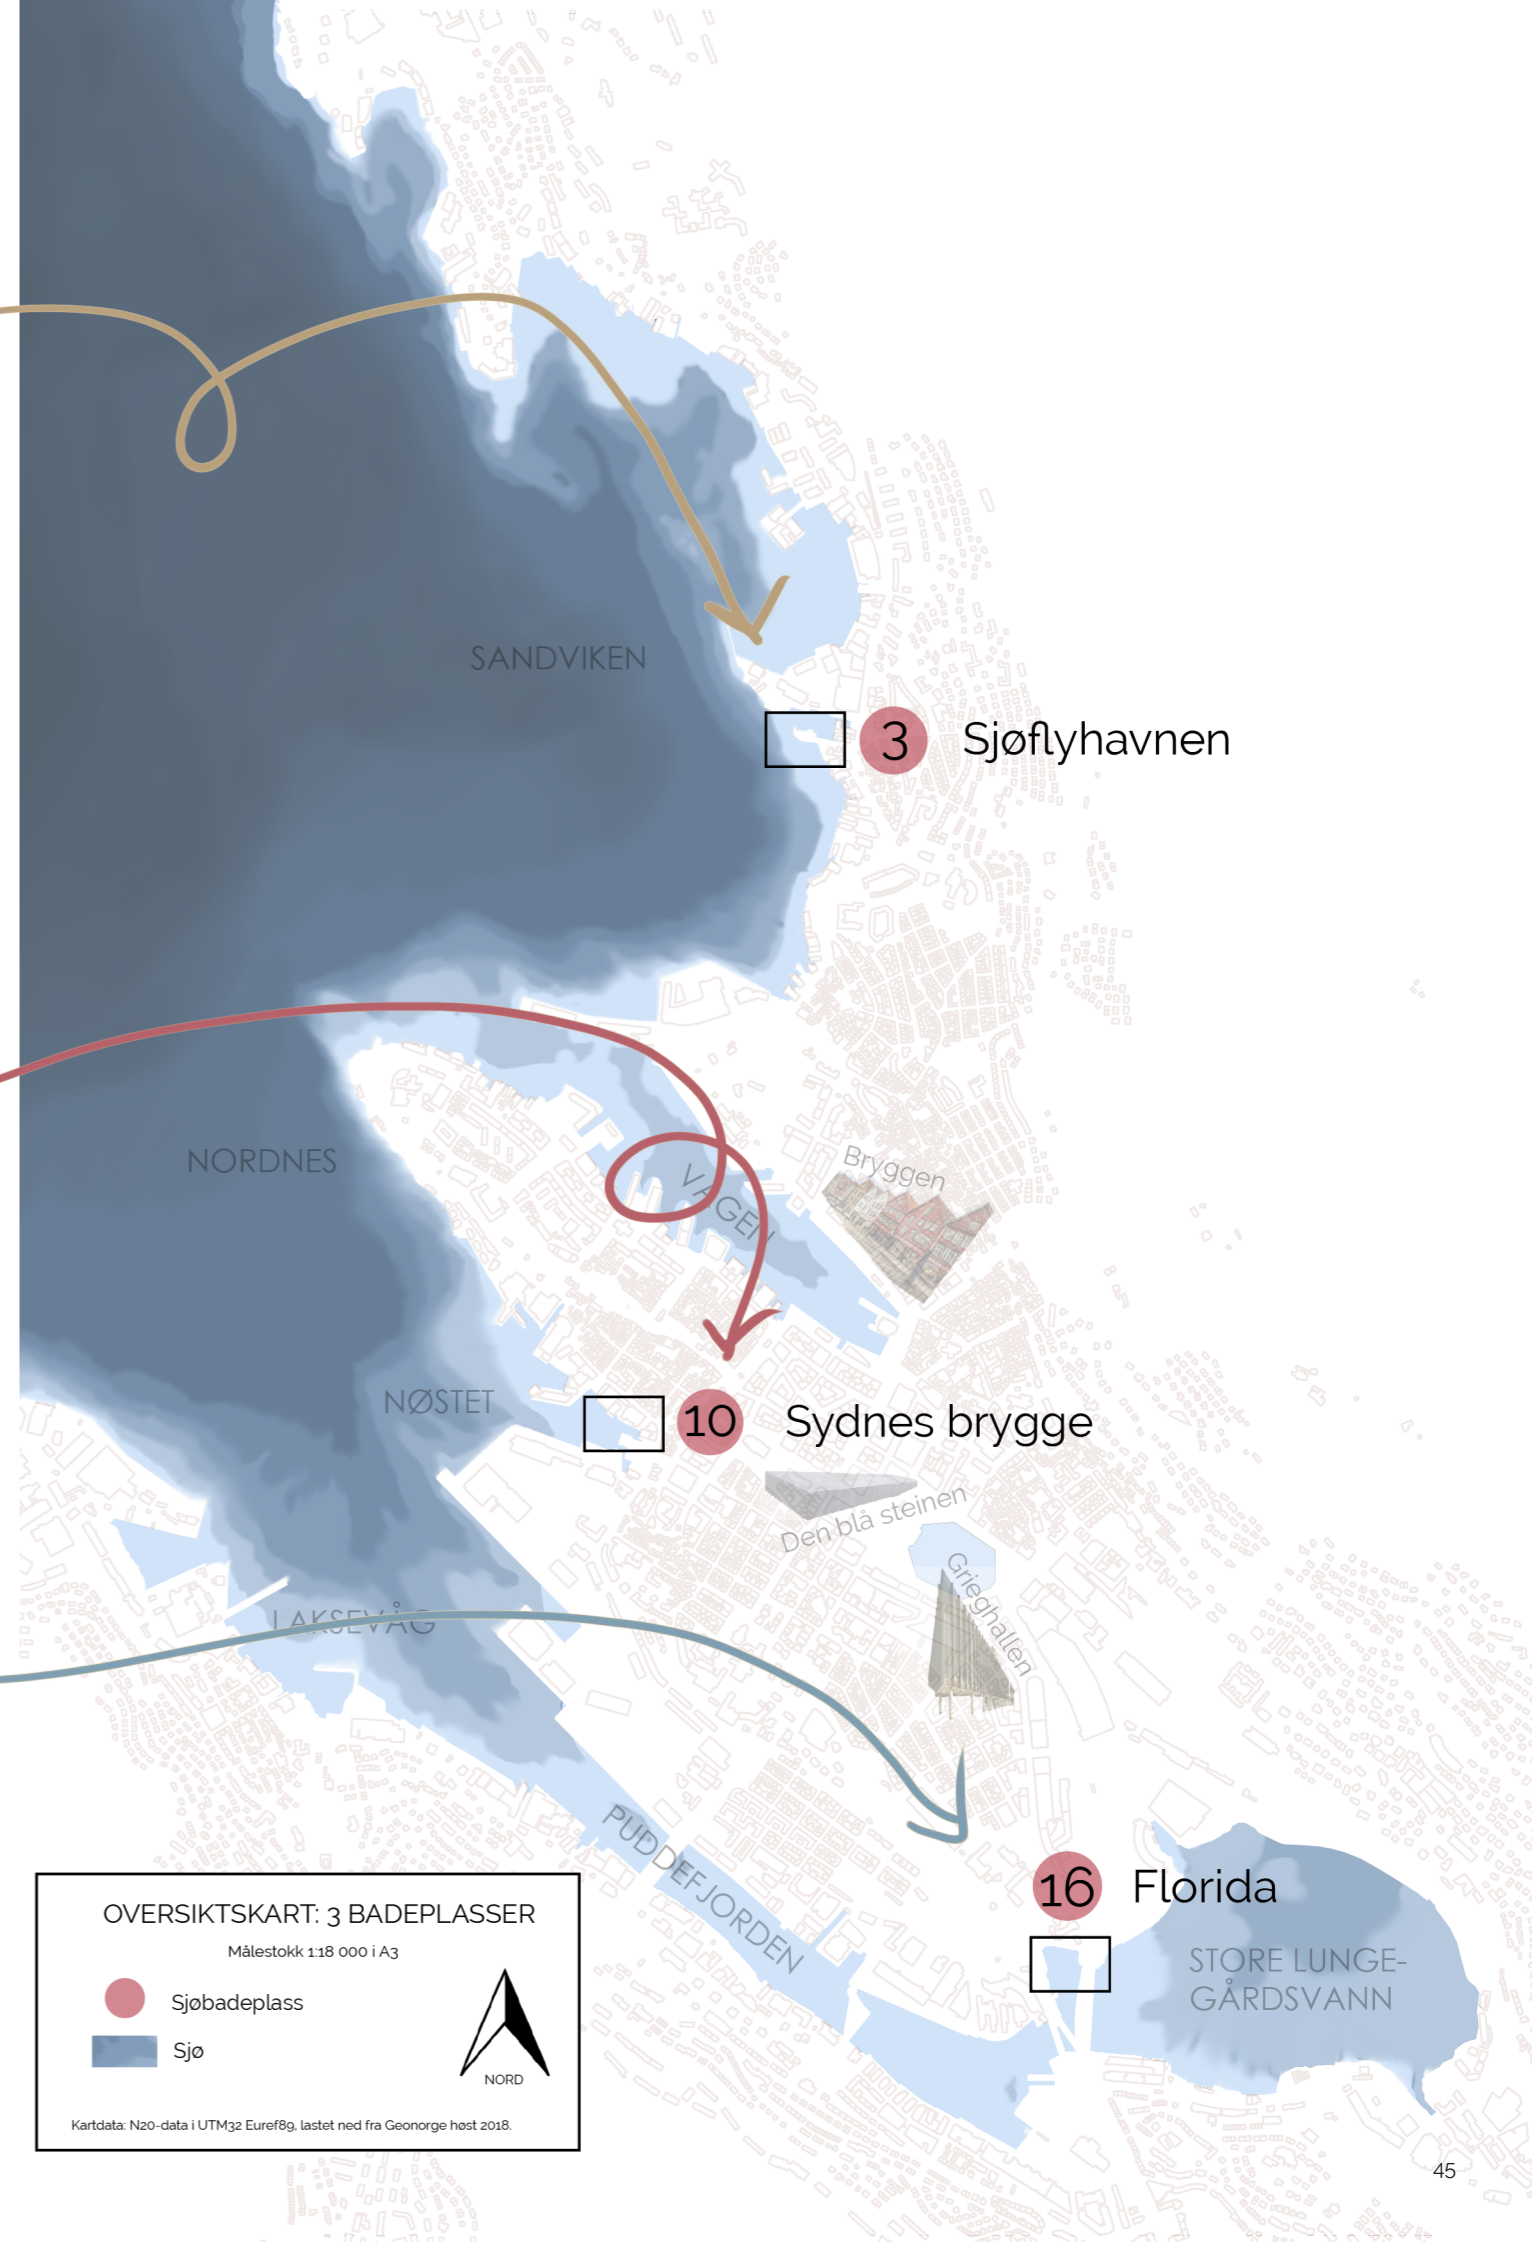 SANDVIKEN
3 Sjøflyhavnen
NORDNES
VÅGEN
Bryggen
NØSTET
10 Sydnes brygge
Den blå steinen
Grieghallen
LAKSEVÅG
PUDDEFJORDEN
16 Florida
STORE LUNGE-
GÅRDSVANN
OVERSIKTSKART: 3 BADEPLASSER
Målestokk 1:18 000 i A3
Sjøbadeplass
Sjø
NORD
Kartdata: N20-data i UTM32 Euref89, lastet ned fra Geonorge høst 2018.
45